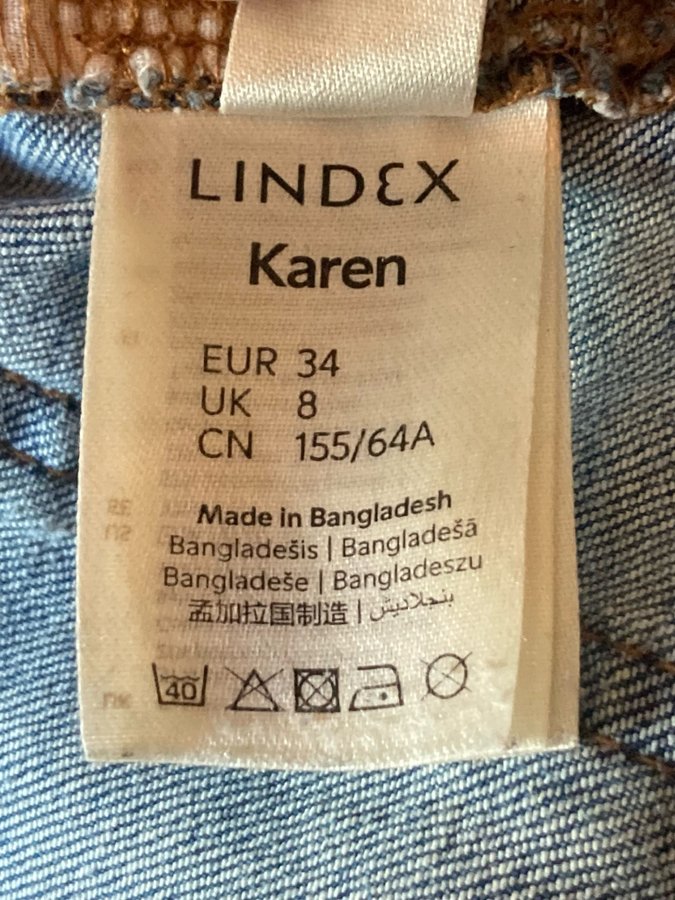 LINDEX
Karen
EUR 34
UK 8
CN 155/64A
Made in Bangladesh
Bangladešis | Bangladešā
Bangladeše | Bangladeszu
孟加拉国制造 | بنجلاديش
40